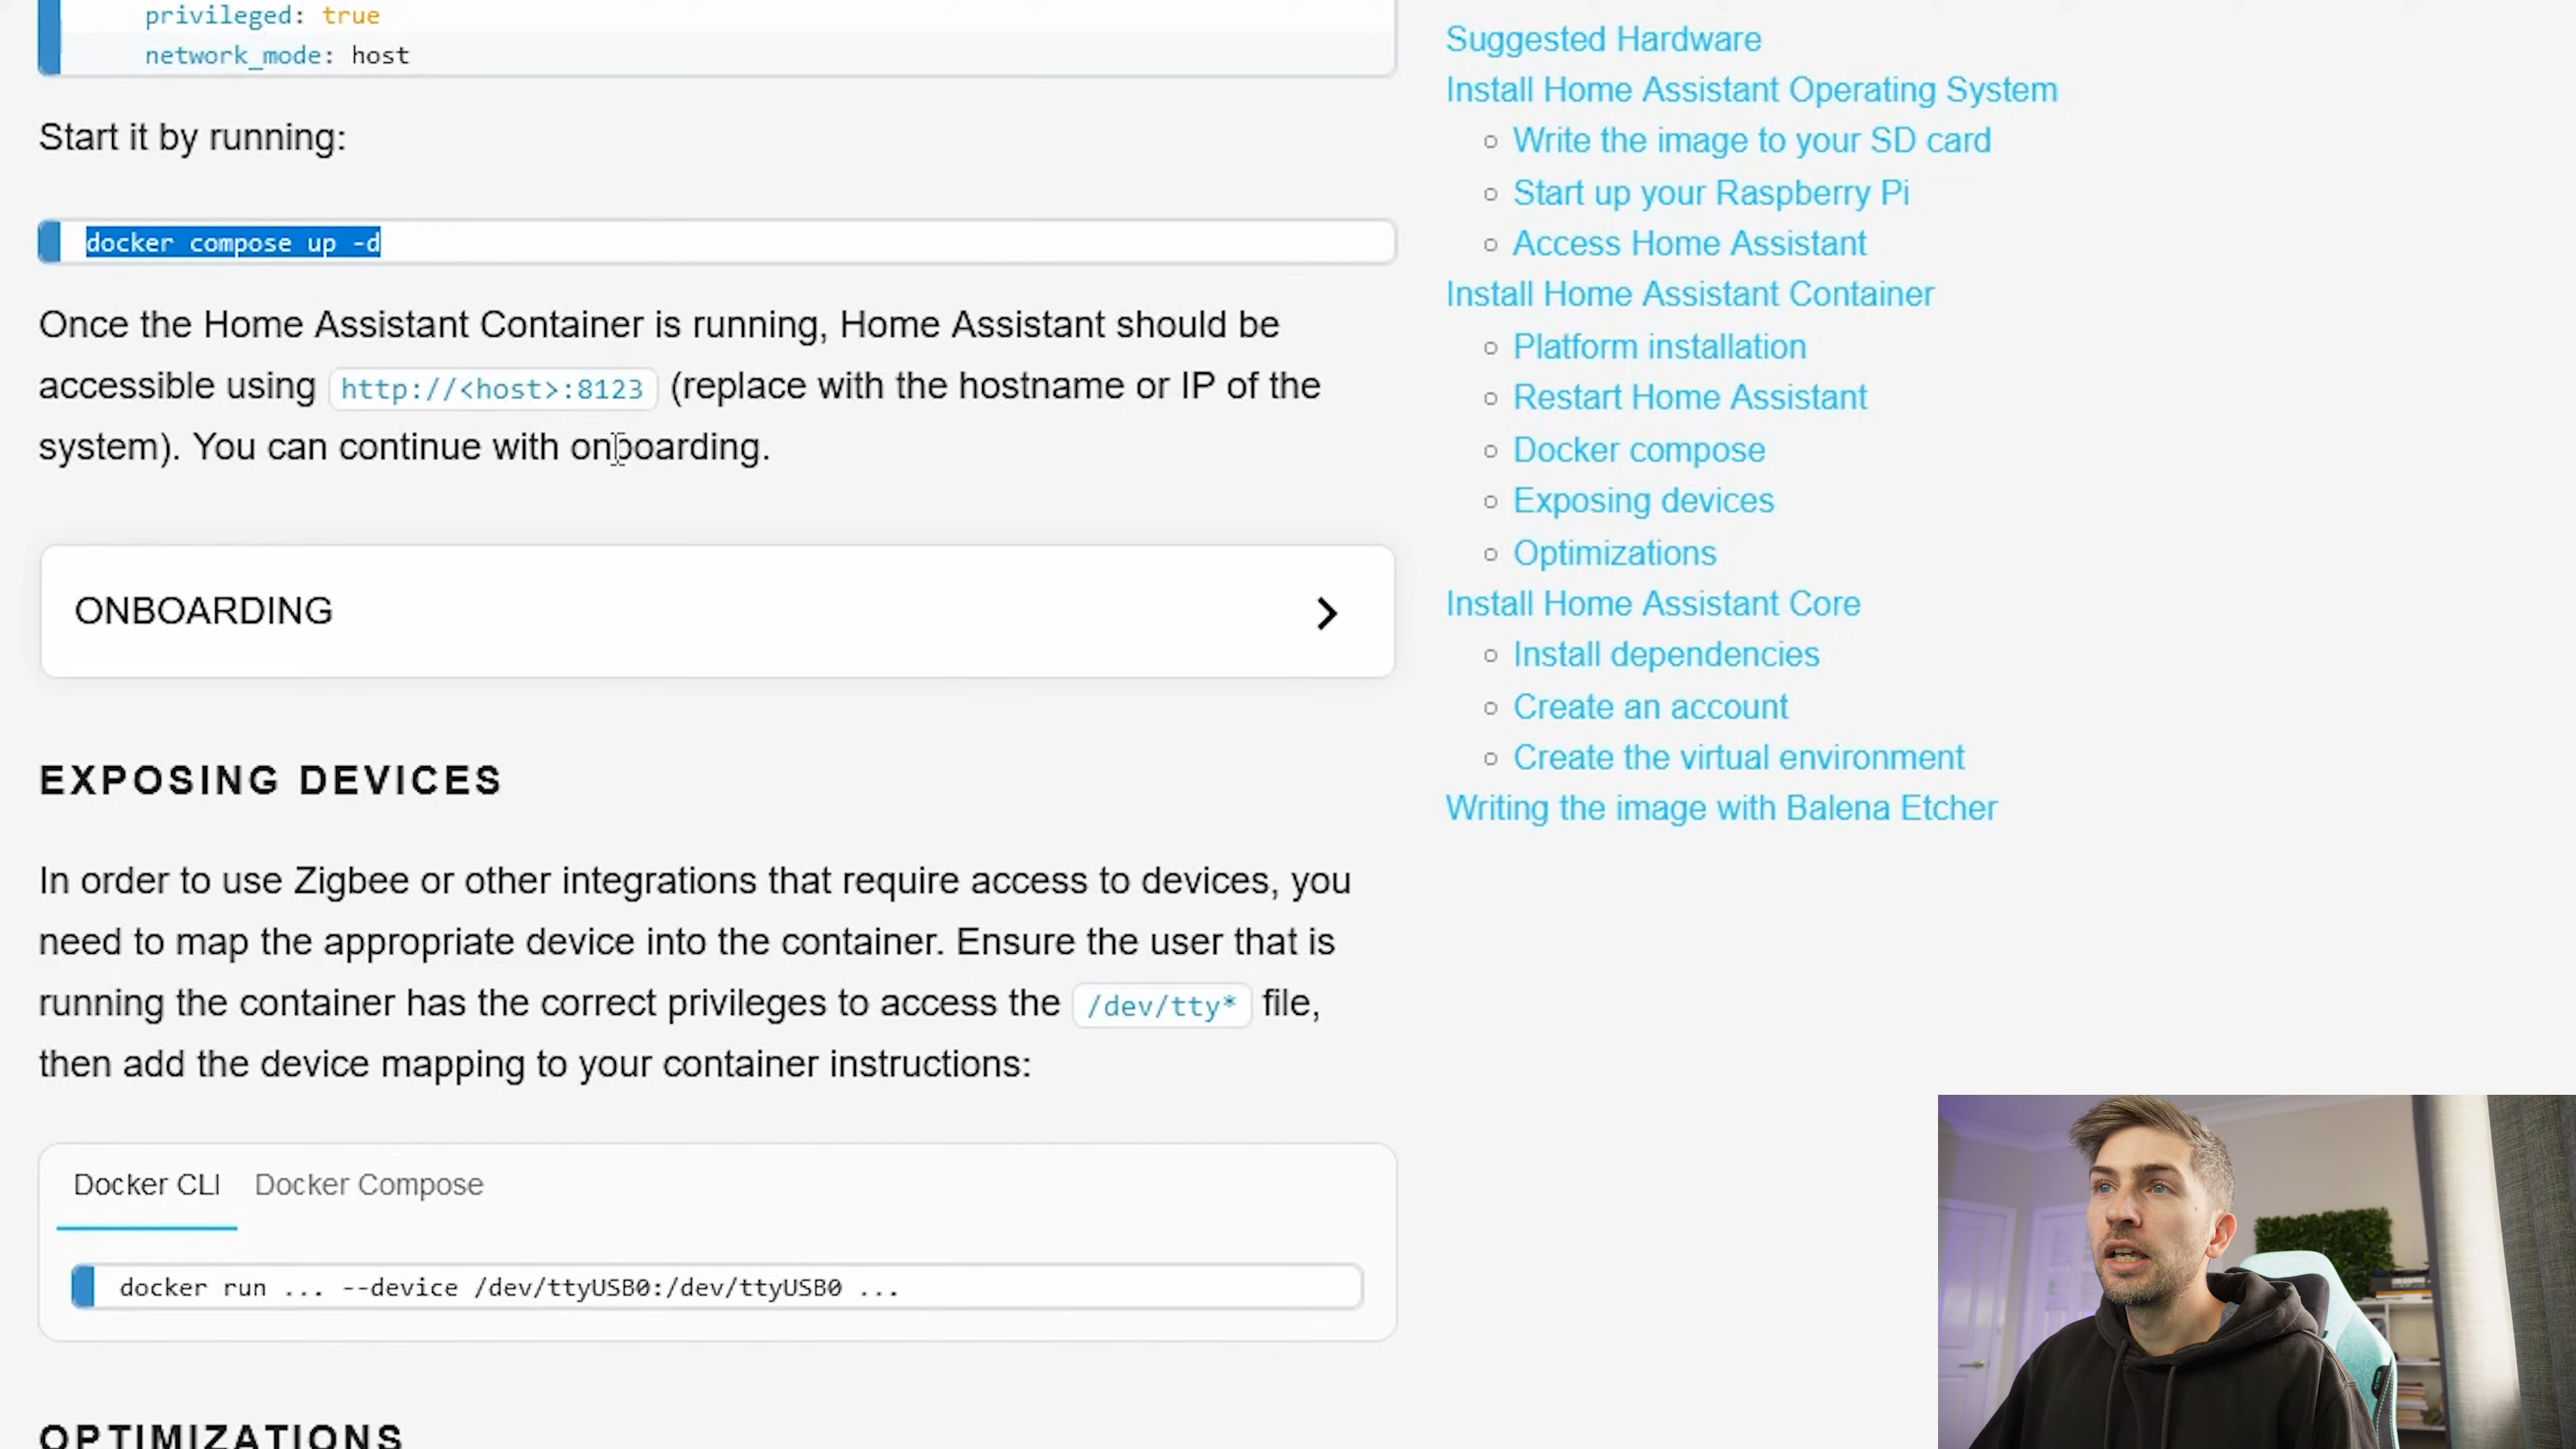 privileged: true
network_mode: host
Start it by running:
docker compose up -d
Once the Home Assistant Container is running, Home Assistant should be
accessible using http://<host>:8123 (replace with the hostname or IP of the
system). You can continue with onboarding.
ONBOARDING
EXPOSING DEVICES
In order to use Zigbee or other integrations that require access to devices, you
need to map the appropriate device into the container. Ensure the user that is
running the container has the correct privileges to access the /dev/tty* file,
then add the device mapping to your container instructions:
Docker CLI Docker Compose
docker run ... --device /dev/ttyUSB0:/dev/ttyUSB0 ...
OPTIMIZATIONS
Suggested Hardware
Install Home Assistant Operating System
Write the image to your SD card
Start up your Raspberry Pi
Access Home Assistant
Install Home Assistant Container
Platform installation
Restart Home Assistant
Docker compose
Exposing devices
Optimizations
Install Home Assistant Core
Install dependencies
Create an account
Create the virtual environment
Writing the image with Balena Etcher